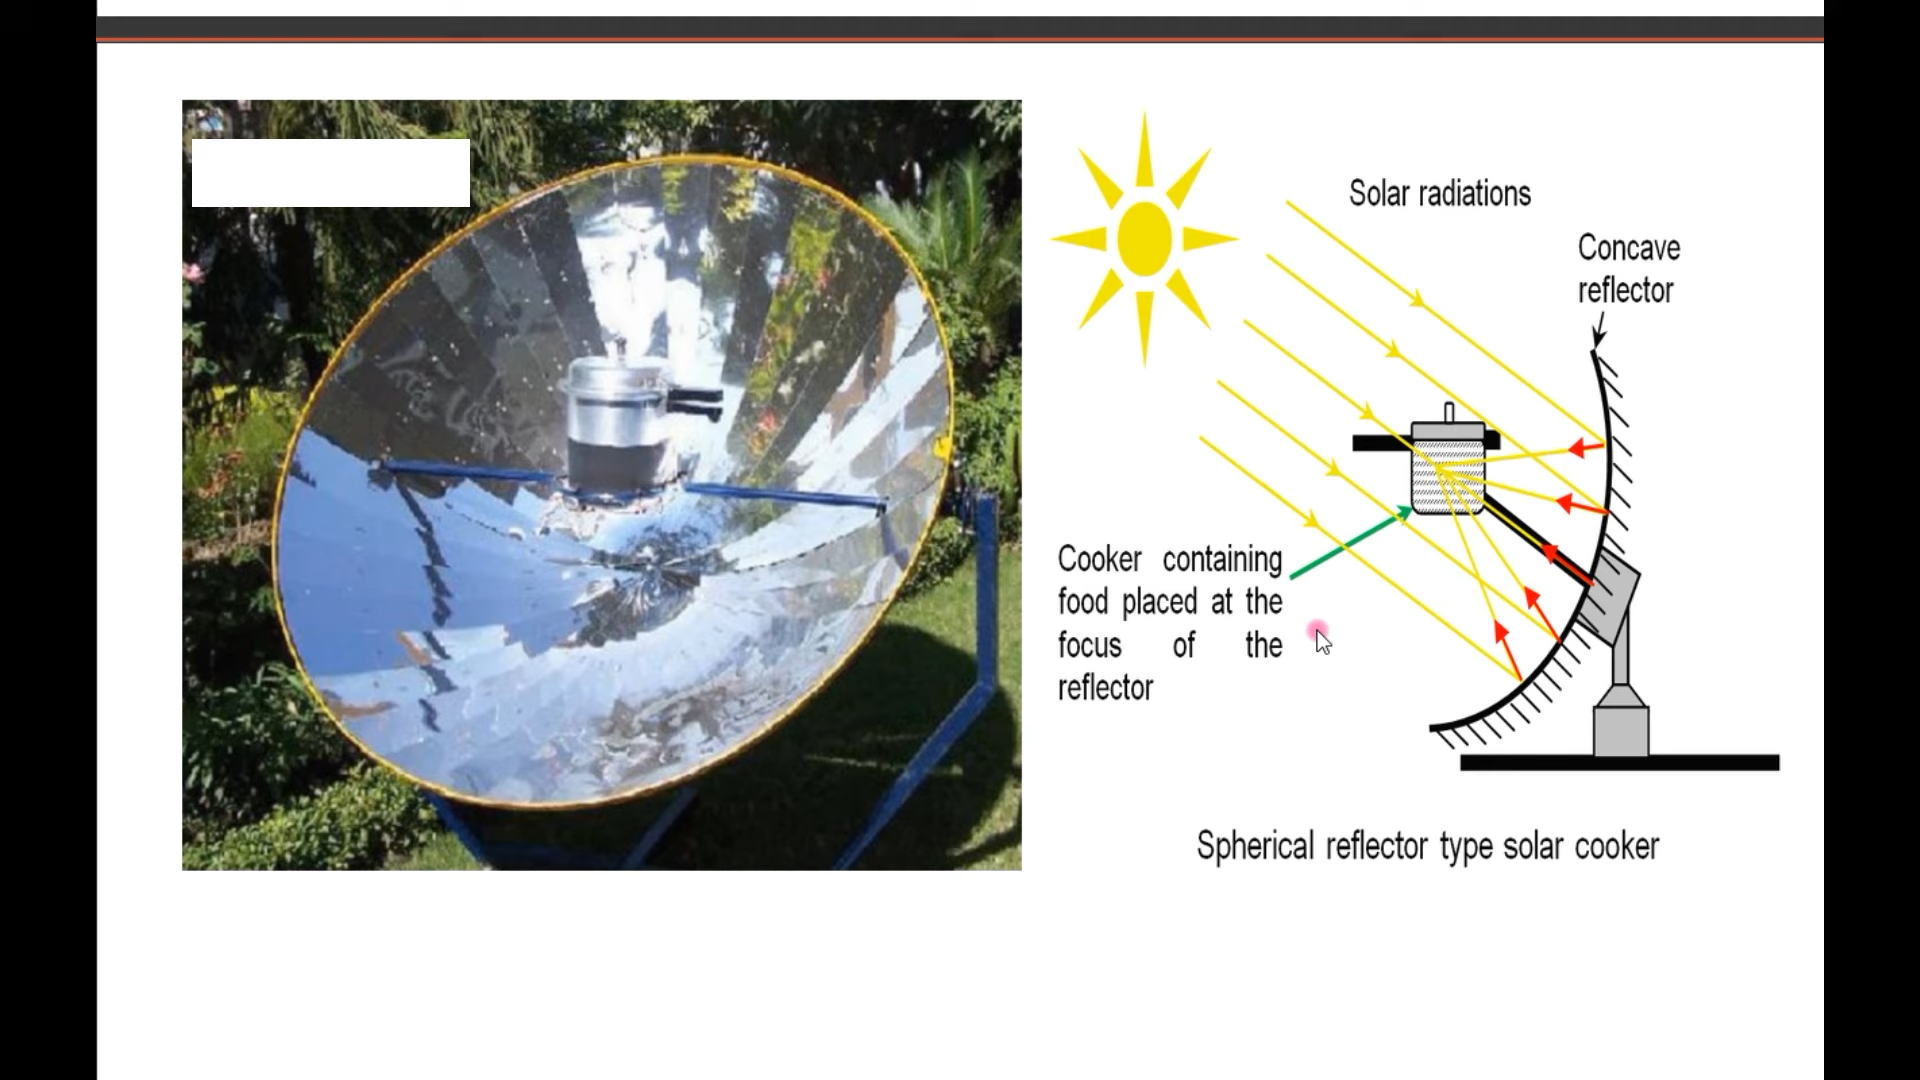 Solar radiations
Concave
reflector
Cooker containing
food placed at the
focus of the
reflector
Spherical reflector type solar cooker